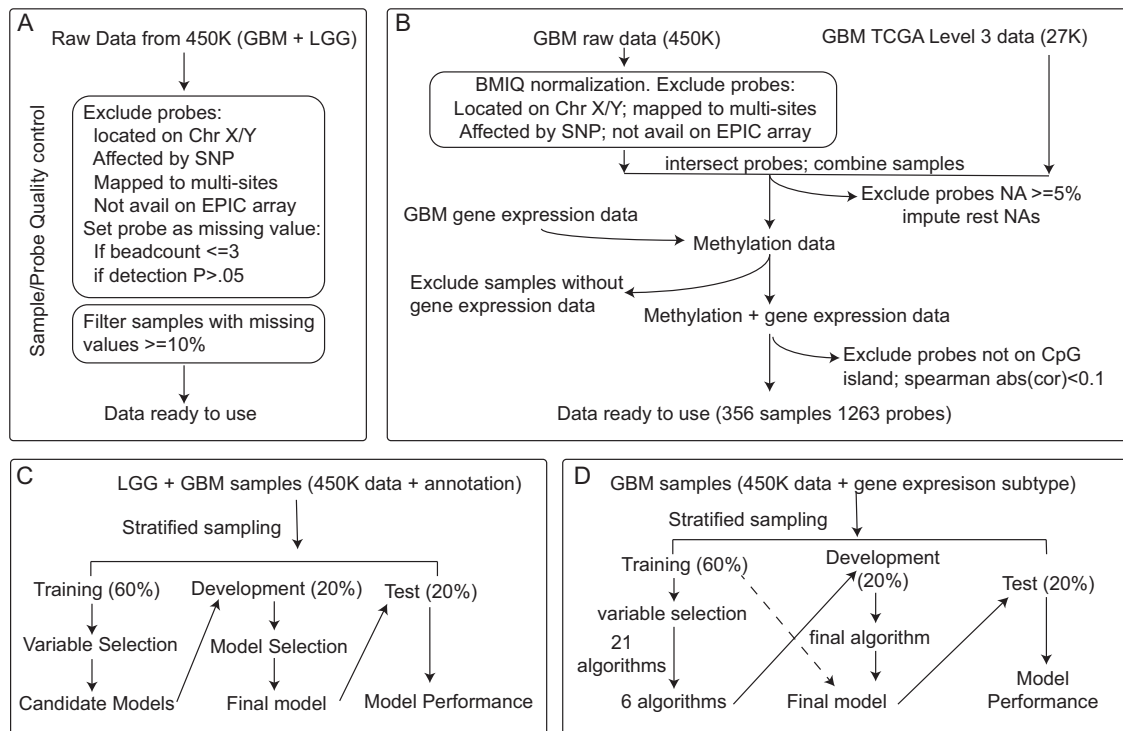 A
Raw Data from 450K (GBM + LGG)
Sample/Probe Quality control
Exclude probes:
located on Chr X/Y
Affected by SNP
Mapped to multi-sites
Not avail on EPIC array
Set probe as missing value:
If beadcount <=3
if detection P>.05
Filter samples with missing
values >=10%
Data ready to use
B
GBM raw data (450K)
GBM TCGA Level 3 data (27K)
BMIQ normalization. Exclude probes:
Located on Chr X/Y; mapped to multi-sites
Affected by SNP; not avail on EPIC array
intersect probes; combine samples
Exclude probes NA >=5%
impute rest NAs
GBM gene expression data
Methylation data
Exclude samples without
gene expression data
Methylation + gene expression data
Exclude probes not on CpG
island; spearman abs(cor)<0.1
Data ready to use (356 samples 1263 probes)
C
LGG + GBM samples (450K data + annotation)
Stratified sampling
Training (60%)
Development (20%)
Test (20%)
Variable Selection
Model Selection
Candidate Models
Final model
Model Performance
D
GBM samples (450K data + gene expresison subtype)
Stratified sampling
Training (60%)
Development
(20%)
Test (20%)
variable selection
21
algorithms
final algorithm
6 algorithms
Final model
Model
Performance